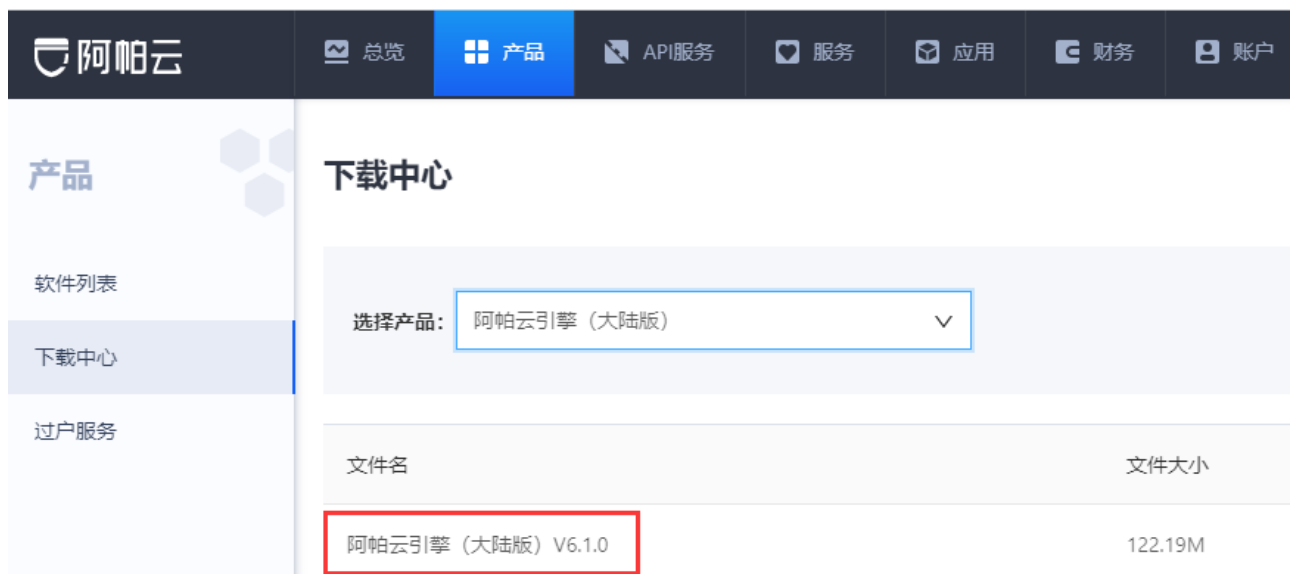 阿帕云 总览 产品 API服务 服务 应用 财务 账户
产品
下载中心
软件列表
选择产品: 阿帕云引擎（大陆版）
下载中心
过户服务
文件名 文件大小
阿帕云引擎（大陆版）V6.1.0 122.19M